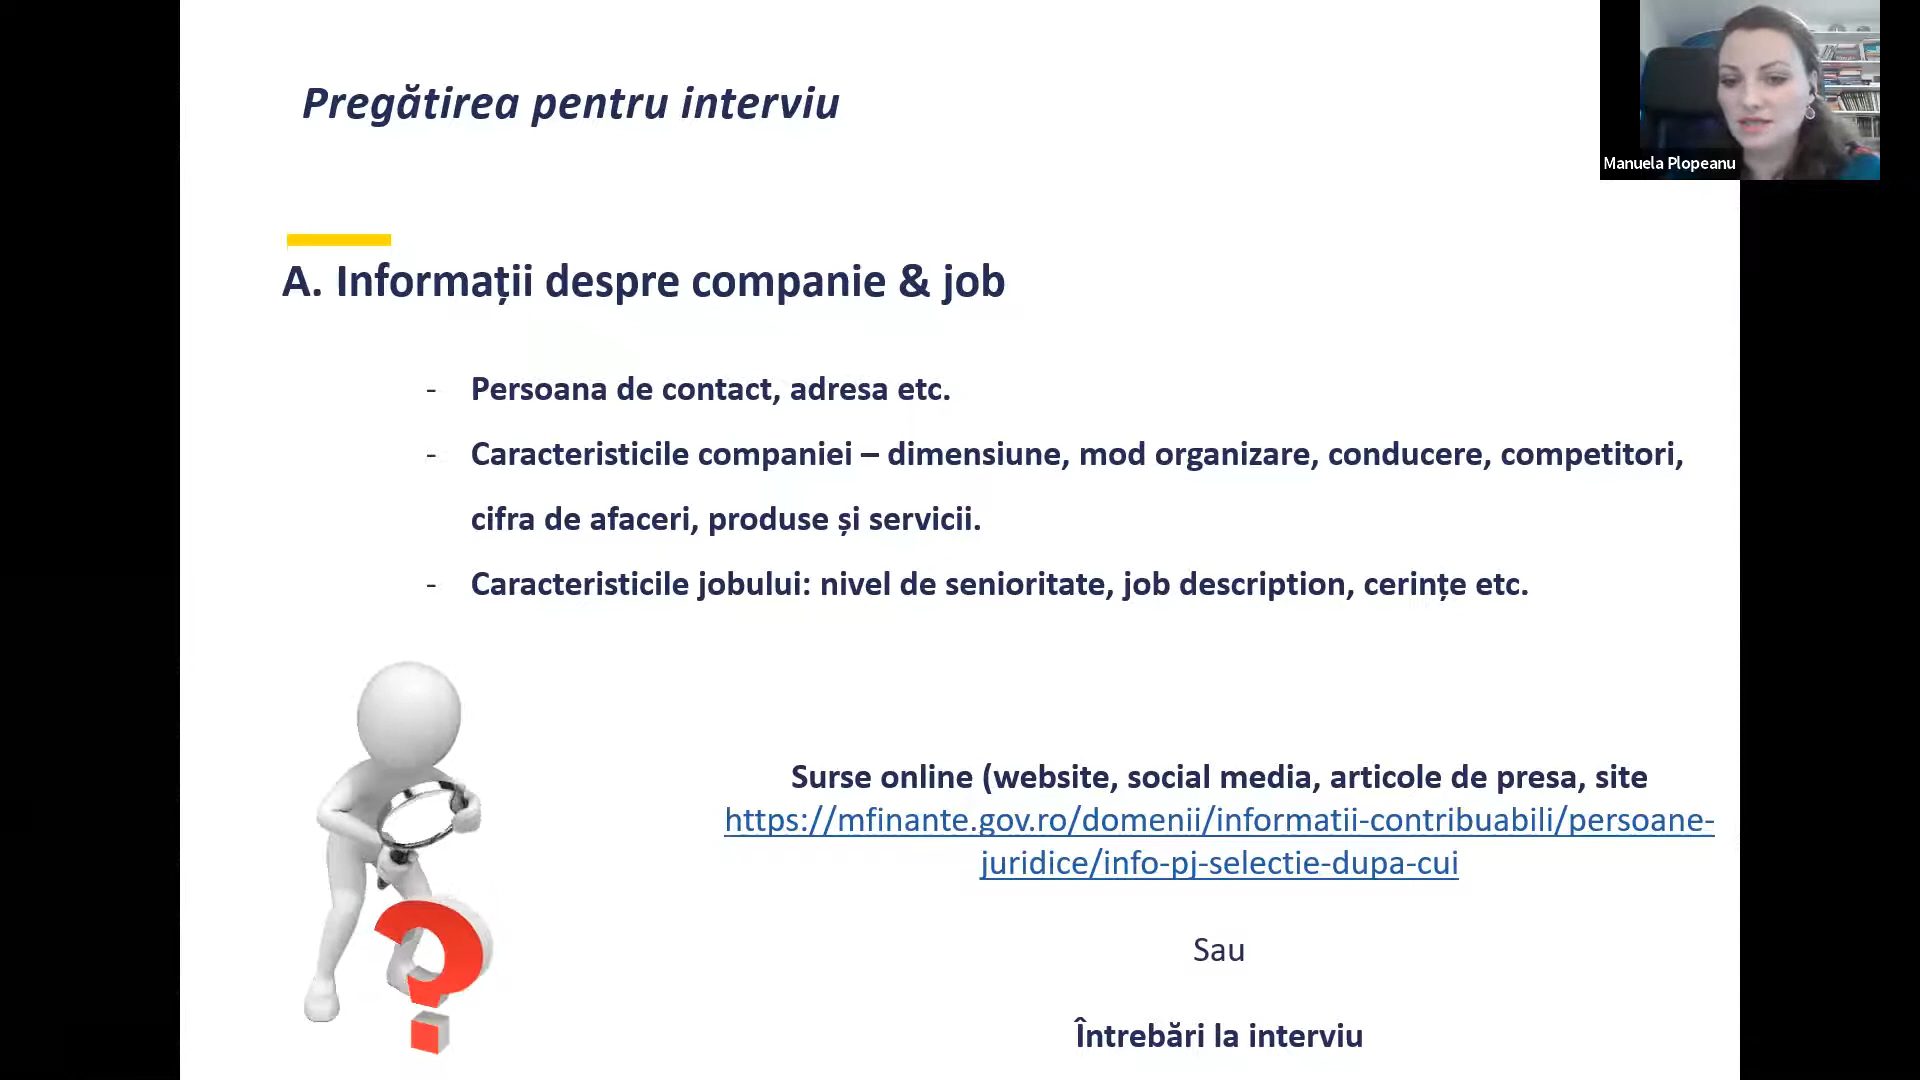 Pregătirea pentru interviu
Manuela Plopeanu
A. Informații despre companie & job
- Persoana de contact, adresa etc.
- Caracteristicile companiei – dimensiune, mod organizare, conducere, competitori,
cifra de afaceri, produse și servicii.
- Caracteristicile jobului: nivel de senioritate, job description, cerințe etc.
Surse online (website, social media, articole de presa, site
https://mfinante.gov.ro/domenii/informatii-contribuabili/persoane-
juridice/info-pj-selectie-dupa-cui
Sau
Întrebări la interviu